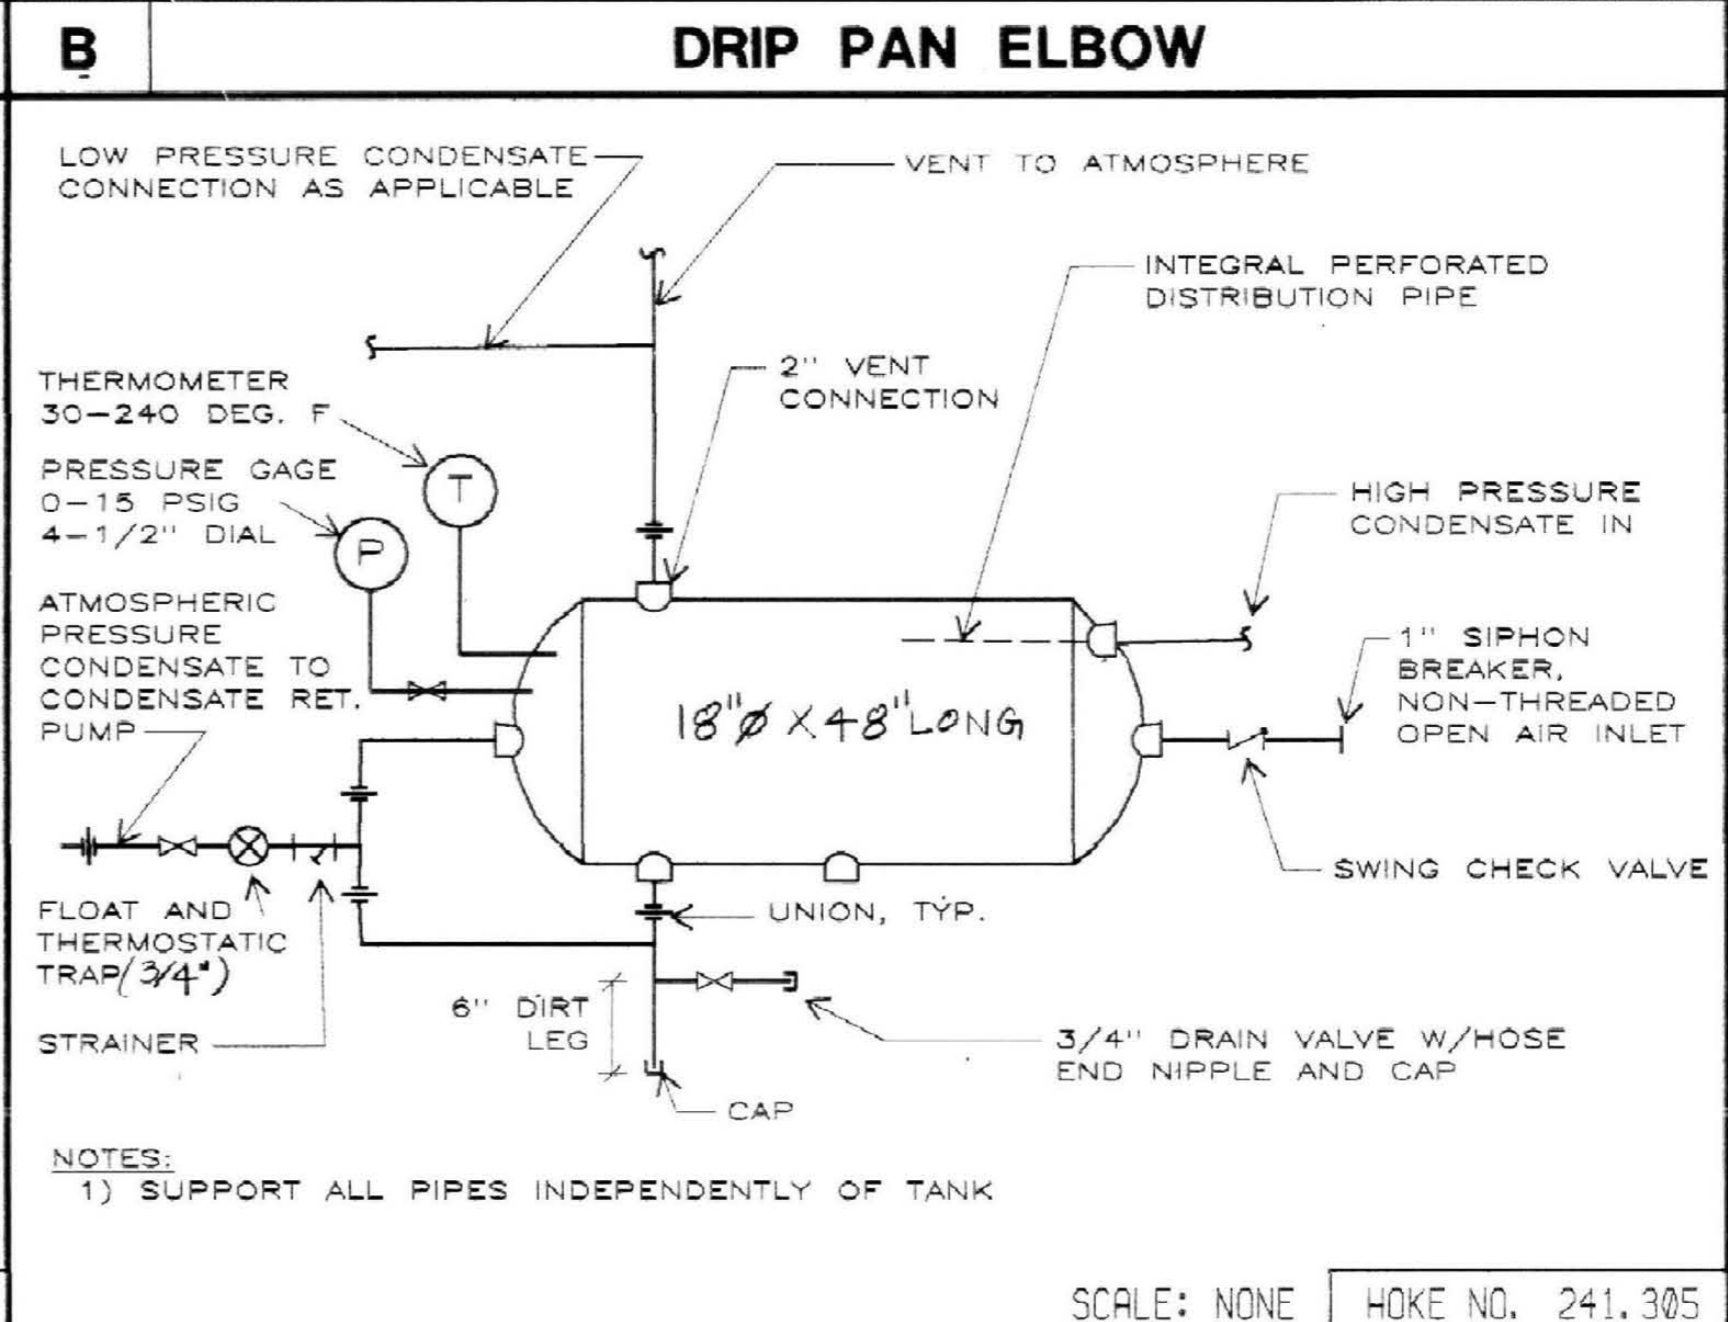 B
DRIP PAN ELBOW
LOW PRESSURE CONDENSATE
CONNECTION AS APPLICABLE
VENT TO ATMOSPHERE
INTEGRAL PERFORATED
DISTRIBUTION PIPE
2" VENT
CONNECTION
THERMOMETER
30-240 DEG. F
T
PRESSURE GAGE
0-15 PSIG
4-1/2" DIAL
P
HIGH PRESSURE
CONDENSATE IN
ATMOSPHERIC
PRESSURE
CONDENSATE TO
CONDENSATE RET.
PUMP
1" SIPHON
BREAKER,
NON-THREADED
OPEN AIR INLET
18"Ø X 48" LONG
SWING CHECK VALVE
FLOAT AND
THERMOSTATIC
TRAP (3/4")
UNION, TYP.
6" DIRT
LEG
STRAINER
3/4" DRAIN VALVE W/HOSE
END NIPPLE AND CAP
CAP
NOTES:
1) SUPPORT ALL PIPES INDEPENDENTLY OF TANK
SCALE: NONE
HOKE NO. 241.305